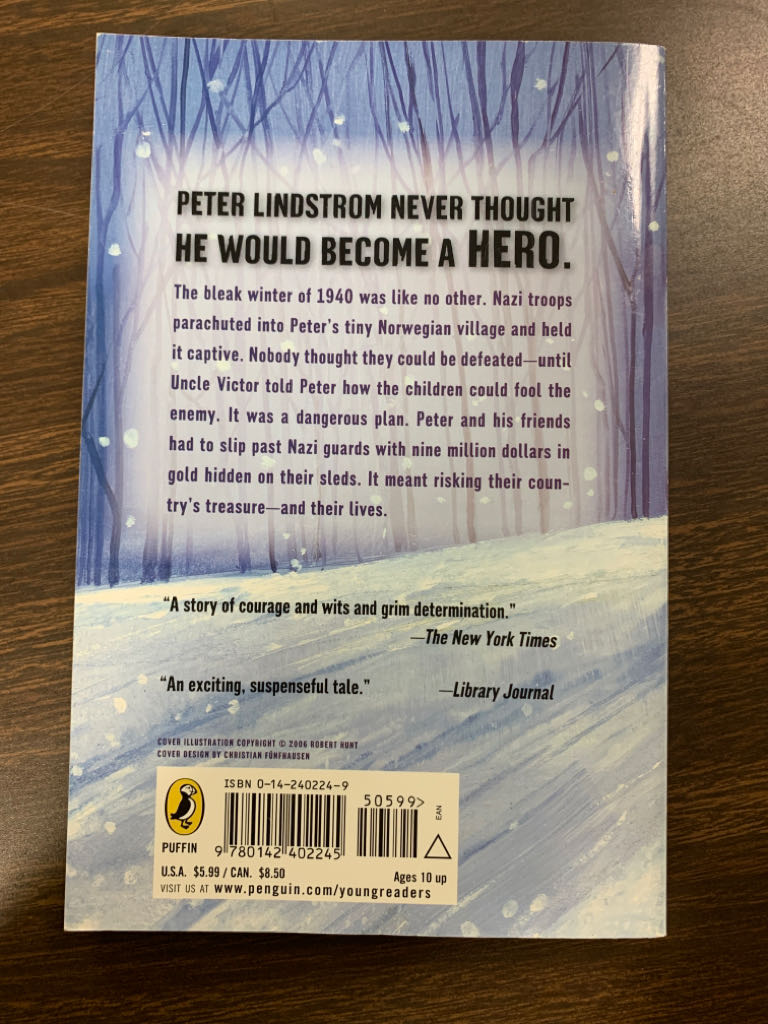 PETER LINDSTROM NEVER THOUGHT
HE WOULD BECOME A HERO.
The bleak winter of 1940 was like no other. Nazi troops
parachuted into Peter's tiny Norwegian village and held
it captive. Nobody thought they could be defeated—until
Uncle Victor told Peter how the children could fool the
enemy. It was a dangerous plan. Peter and his friends
had to slip past Nazi guards with nine million dollars in
gold hidden on their sleds. It meant risking their coun-
try's treasure—and their lives.
"A story of courage and wits and grim determination."
—The New York Times
"An exciting, suspenseful tale." —Library Journal
COVER ILLUSTRATION COPYRIGHT © 2006 ROBERT HUNT
COVER DESIGN BY CHRISTIAN FÜNFHAUSEN
ISBN 0-14-240224-9
50599>
EAN
PUFFIN
9 780142 402245
U.S.A. $5.99 / CAN. $8.50 Ages 10 up
VISIT US AT www.penguin.com/youngreaders